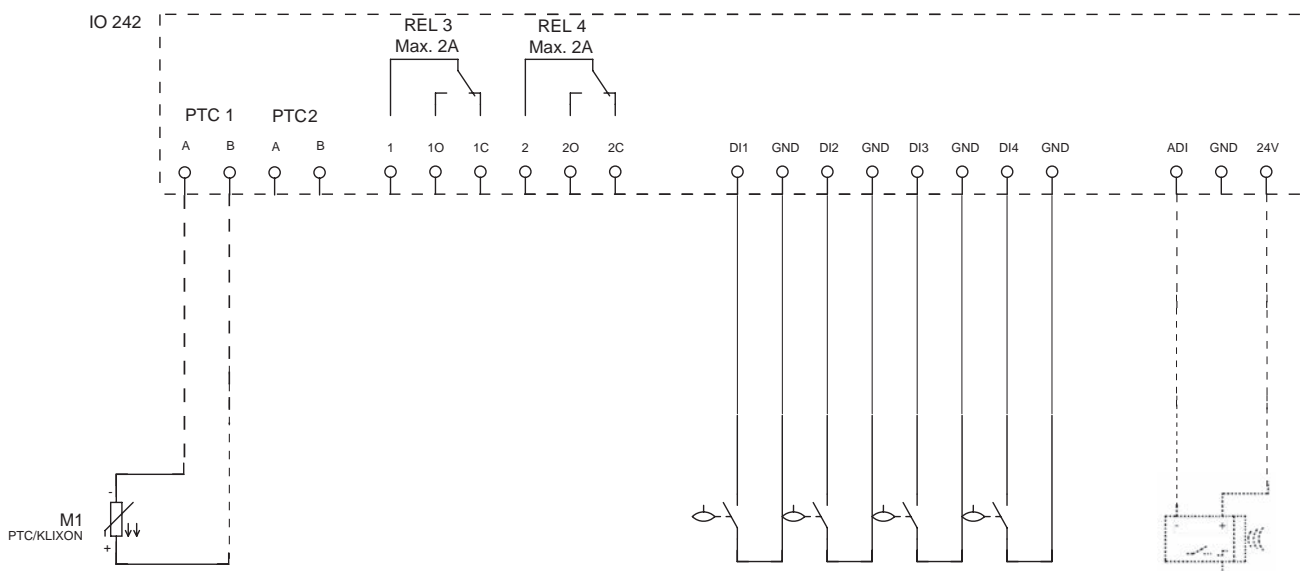 IO 242
REL 3
Max. 2A
REL 4
Max. 2A
PTC 1
PTC2
A B A B 1 1O 1C 2 2O 2C DI1 GND DI2 GND DI3 GND DI4 GND ADI GND 24V
-
M1
PTC/KLIXON
+
- +